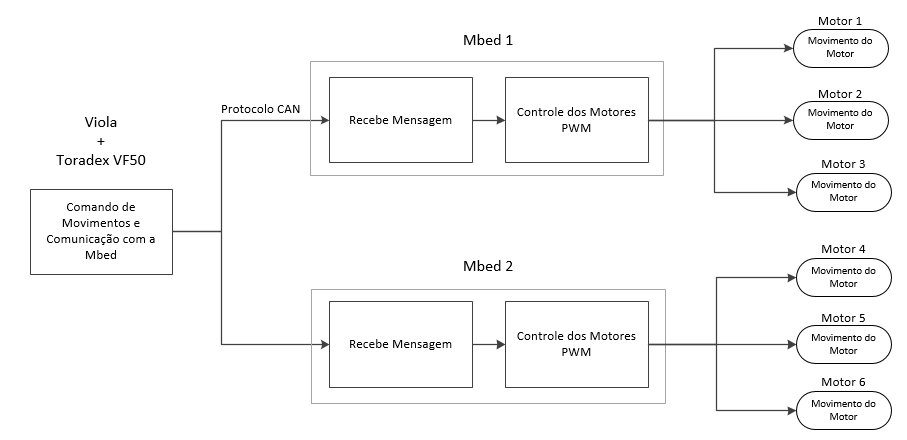 Viola
+
Toradex VF50
Comando de
Movimentos e
Comunicação com a
Mbed
Protocolo CAN
Mbed 1
Recebe Mensagem
Controle dos Motores
PWM
Motor 1
Movimento do
Motor
Motor 2
Movimento do
Motor
Motor 3
Movimento do
Motor
Mbed 2
Recebe Mensagem
Controle dos Motores
PWM
Motor 4
Movimento do
Motor
Motor 5
Movimento do
Motor
Motor 6
Movimento do
Motor